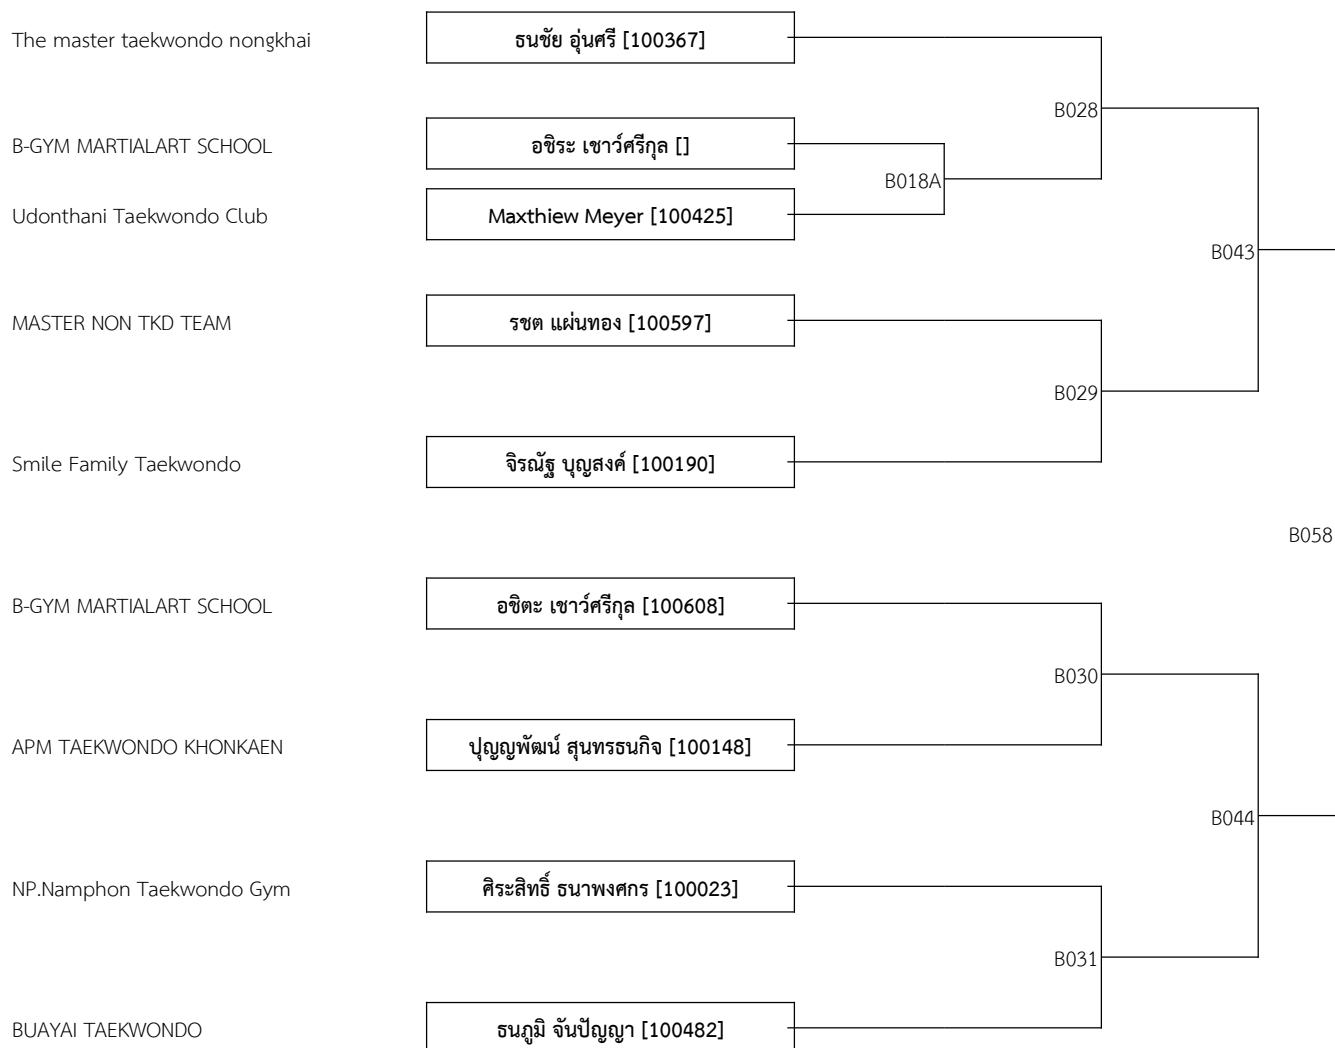 The master taekwondo nongkhai
ธนชัย อุ่นศรี [100367]
B028
B-GYM MARTIALART SCHOOL
อชิระ เชาว์ศรีกุล []
B018A
Udonthani Taekwondo Club
Maxthiew Meyer [100425]
B043
MASTER NON TKD TEAM
รชต แผ่นทอง [100597]
B029
Smile Family Taekwondo
จิรณัฐ บุญสงค์ [100190]
B058
B-GYM MARTIALART SCHOOL
อชิตะ เชาว์ศรีกุล [100608]
B030
APM TAEKWONDO KHONKAEN
ปุญญพัฒน์ สุนทรธนกิจ [100148]
B044
NP.Namphon Taekwondo Gym
ศิระสิทธิ์ ธนาพงศกร [100023]
B031
BUAYAI TAEKWONDO
ธนภูมิ จันปัญญา [100482]